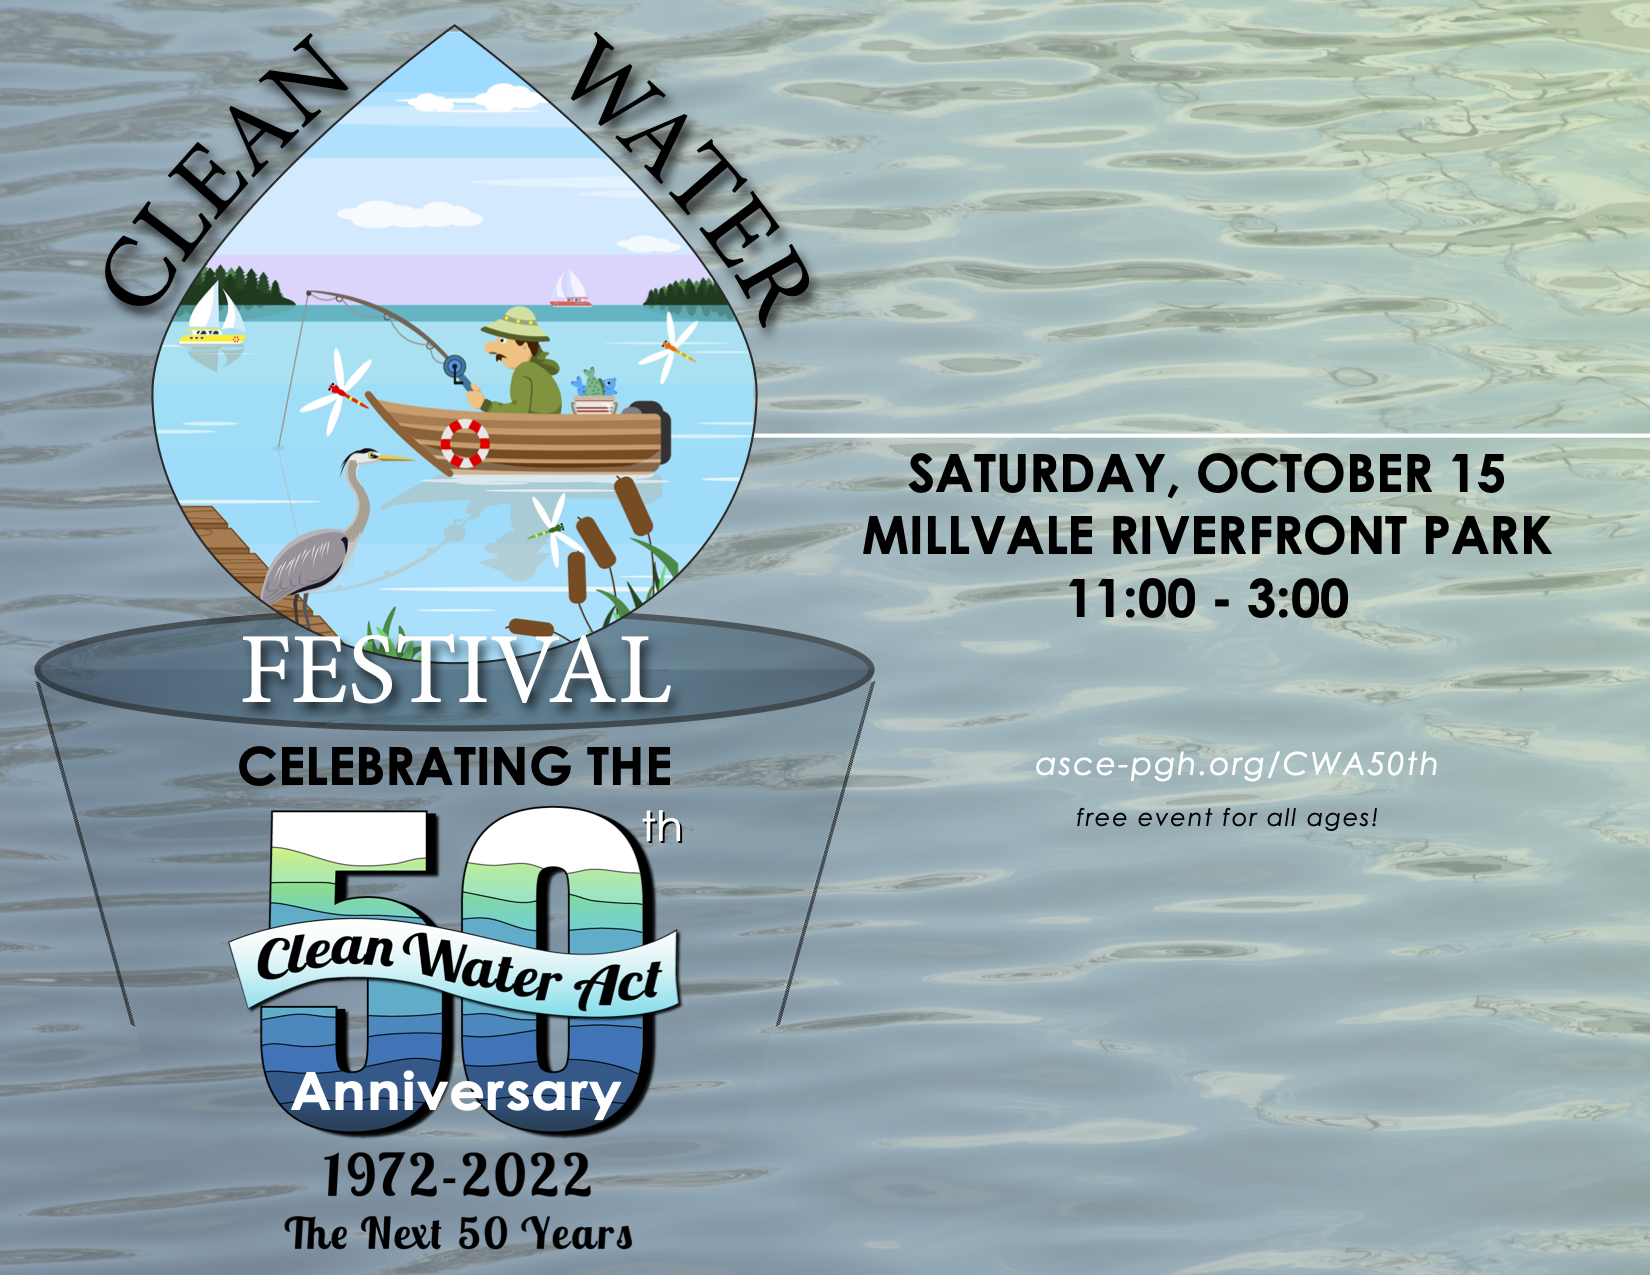 CLEAN WATER
FESTIVAL
CELEBRATING THE
50th
Clean Water Act
Anniversary
1972-2022
The Next 50 Years
SATURDAY, OCTOBER 15
MILLVALE RIVERFRONT PARK
11:00 - 3:00
asce-pgh.org/CWA50th
free event for all ages!